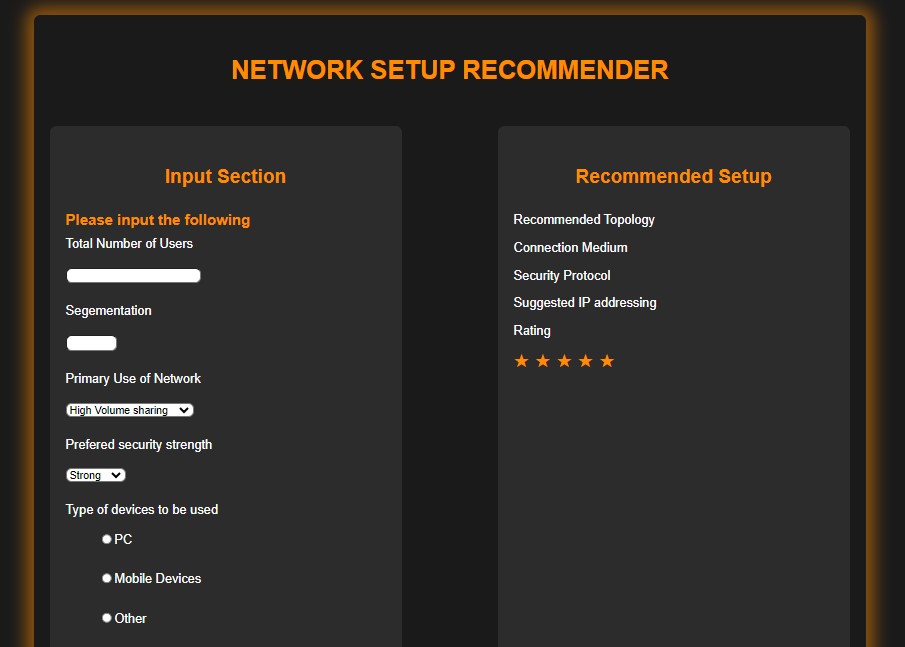 NETWORK SETUP RECOMMENDER
Input Section
Please input the following
Total Number of Users
Segementation
Primary Use of Network
High Volume sharing
Prefered security strength
Strong
Type of devices to be used
PC
Mobile Devices
Other
Recommended Setup
Recommended Topology
Connection Medium
Security Protocol
Suggested IP addressing
Rating
★ ★ ★ ★ ★